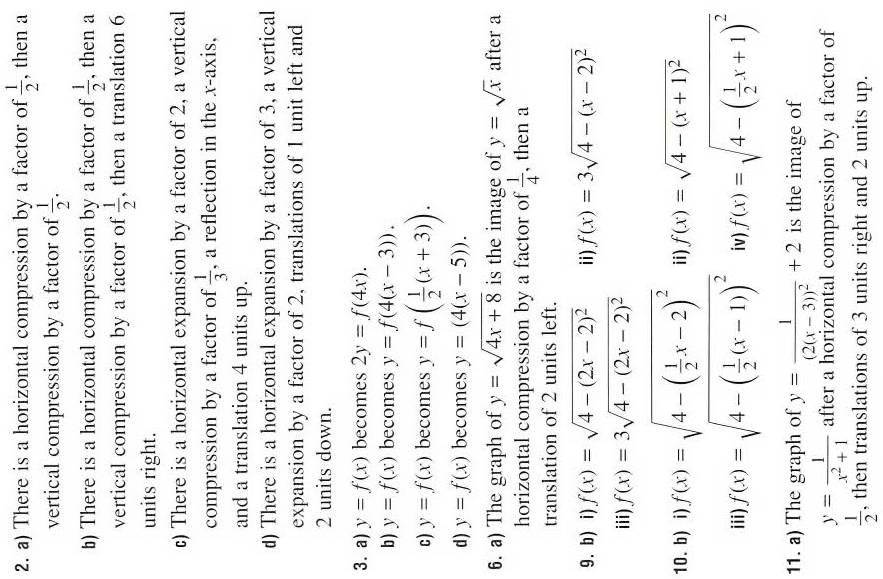 2. a) There is a horizontal compression by a factor of 1/2, then a
vertical compression by a factor of 1/2.
b) There is a horizontal compression by a factor of 1/2, then a
vertical compression by a factor of 1/2, then a translation 6
units right.
c) There is a horizontal expansion by a factor of 2, a vertical
compression by a factor of 1/3, a reflection in the x-axis,
and a translation 4 units up.
d) There is a horizontal expansion by a factor of 3, a vertical
expansion by a factor of 2, translations of 1 unit left and
2 units down.
3. a) y = f(x) becomes 2y = f(4x).
b) y = f(x) becomes y = f(4(x − 3)).
c) y = f(x) becomes y = f(1/2(x + 3)).
d) y = f(x) becomes y = (4(x − 5)).
6. a) The graph of y = √(4x + 8) is the image of y = √x after a
horizontal compression by a factor of 1/4, then a
translation of 2 units left.
9. b) i) f(x) = √(4 − (2x − 2)²) ii) f(x) = 3√(4 − (x − 2)²)
iii) f(x) = 3√(4 − (2x − 2)²)
10. b) i) f(x) = √(4 − (1/2x − 2)²) ii) f(x) = √(4 − (x + 1)²)
iii) f(x) = √(4 − (1/2(x − 1))²) iv) f(x) = √(4 − (1/2x + 1)²)
11. a) The graph of y = 1/(2(x − 3))² + 2 is the image of
y = 1/(x² + 1) after a horizontal compression by a factor of
1/2, then translations of 3 units right and 2 units up.